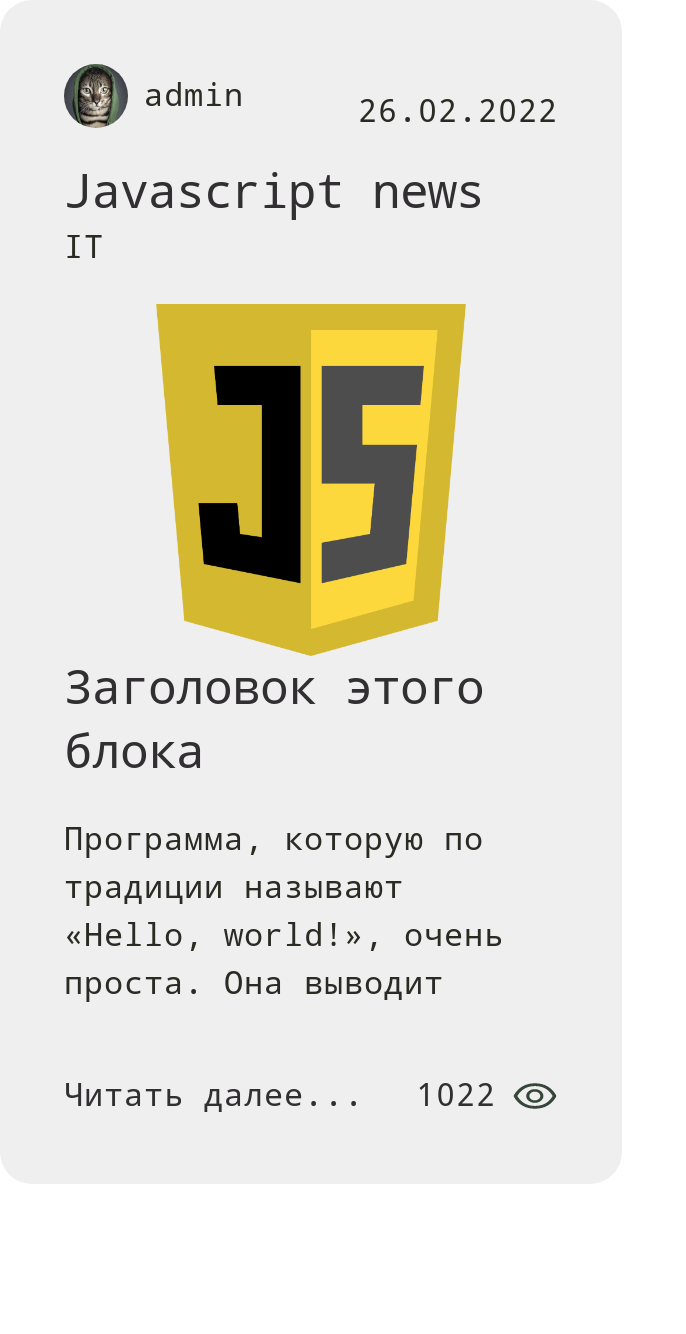 admin
26.02.2022
Javascript news
IT
JS
Заголовок этого
блока
Программа, которую по
традиции называют
«Hello, world!», очень
проста. Она выводит
Читать далее... 1022